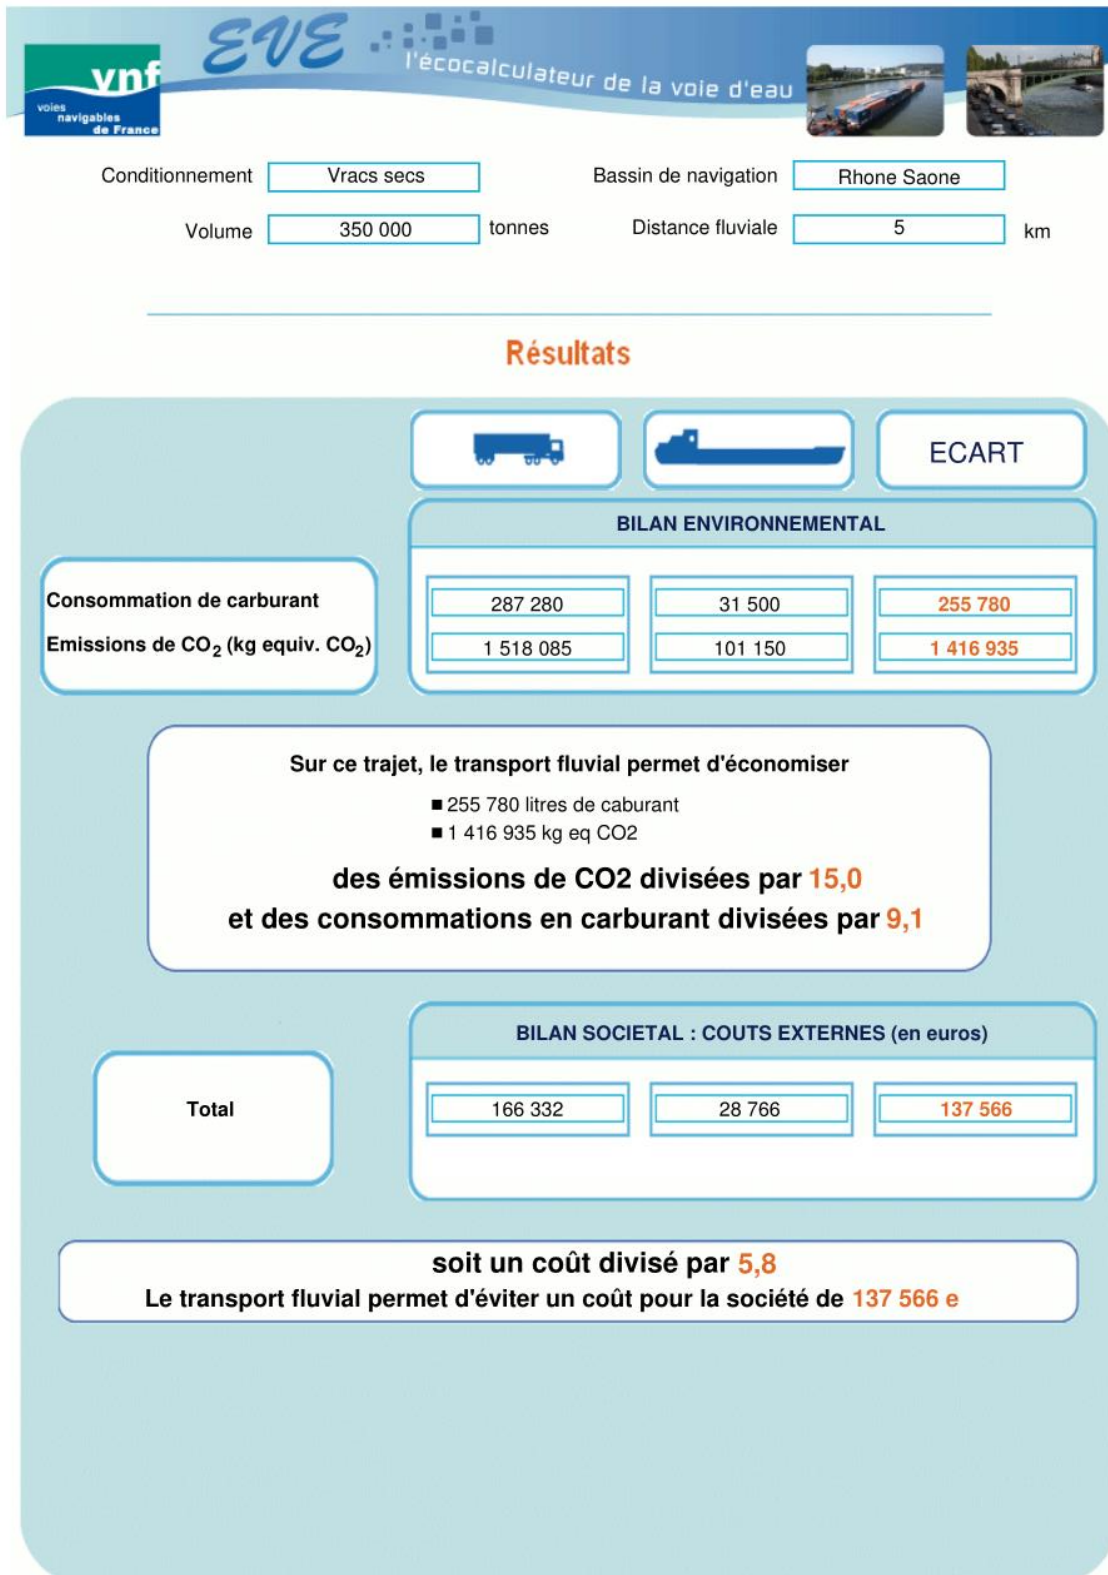 EVE
l'écocalculateur de la voie d'eau
vnf
voies
navigables
de France
Conditionnement Vracs secs Bassin de navigation Rhone Saone
Volume 350 000 tonnes Distance fluviale 5 km
Résultats
ECART
BILAN ENVIRONNEMENTAL
Consommation de carburant 287 280 31 500 255 780
Emissions de CO2 (kg equiv. CO2) 1 518 085 101 150 1 416 935
Sur ce trajet, le transport fluvial permet d'économiser
■ 255 780 litres de caburant
■ 1 416 935 kg eq CO2
des émissions de CO2 divisées par 15,0
et des consommations en carburant divisées par 9,1
BILAN SOCIETAL : COUTS EXTERNES (en euros)
Total 166 332 28 766 137 566
soit un coût divisé par 5,8
Le transport fluvial permet d'éviter un coût pour la société de 137 566 e